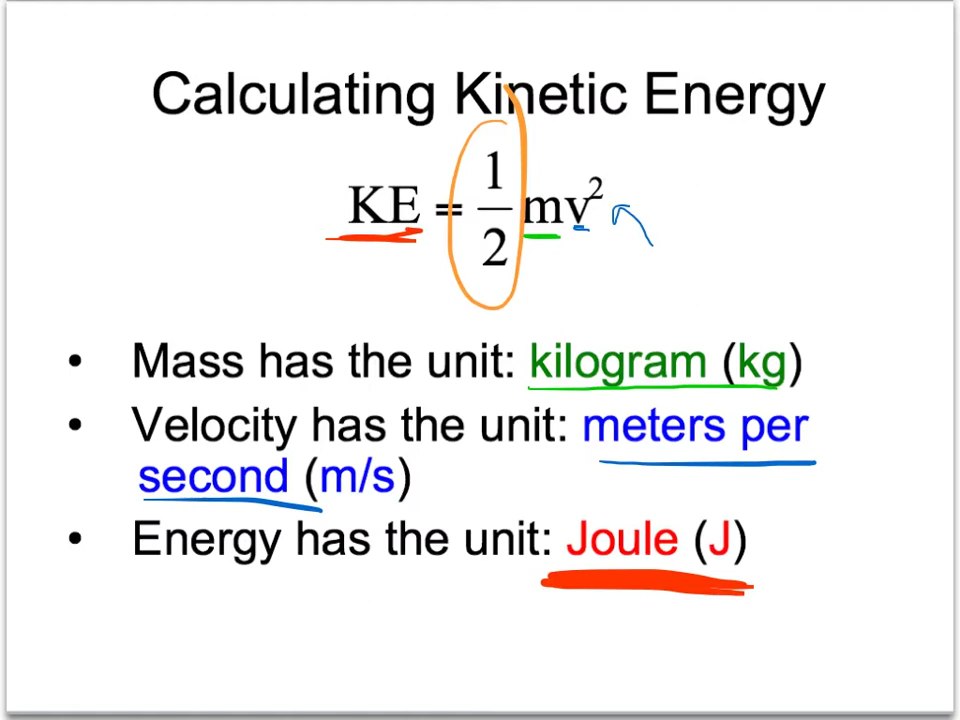 Calculating Kinetic Energy
KE = 1/2 mv²
• Mass has the unit: kilogram (kg)
• Velocity has the unit: meters per
second (m/s)
• Energy has the unit: Joule (J)